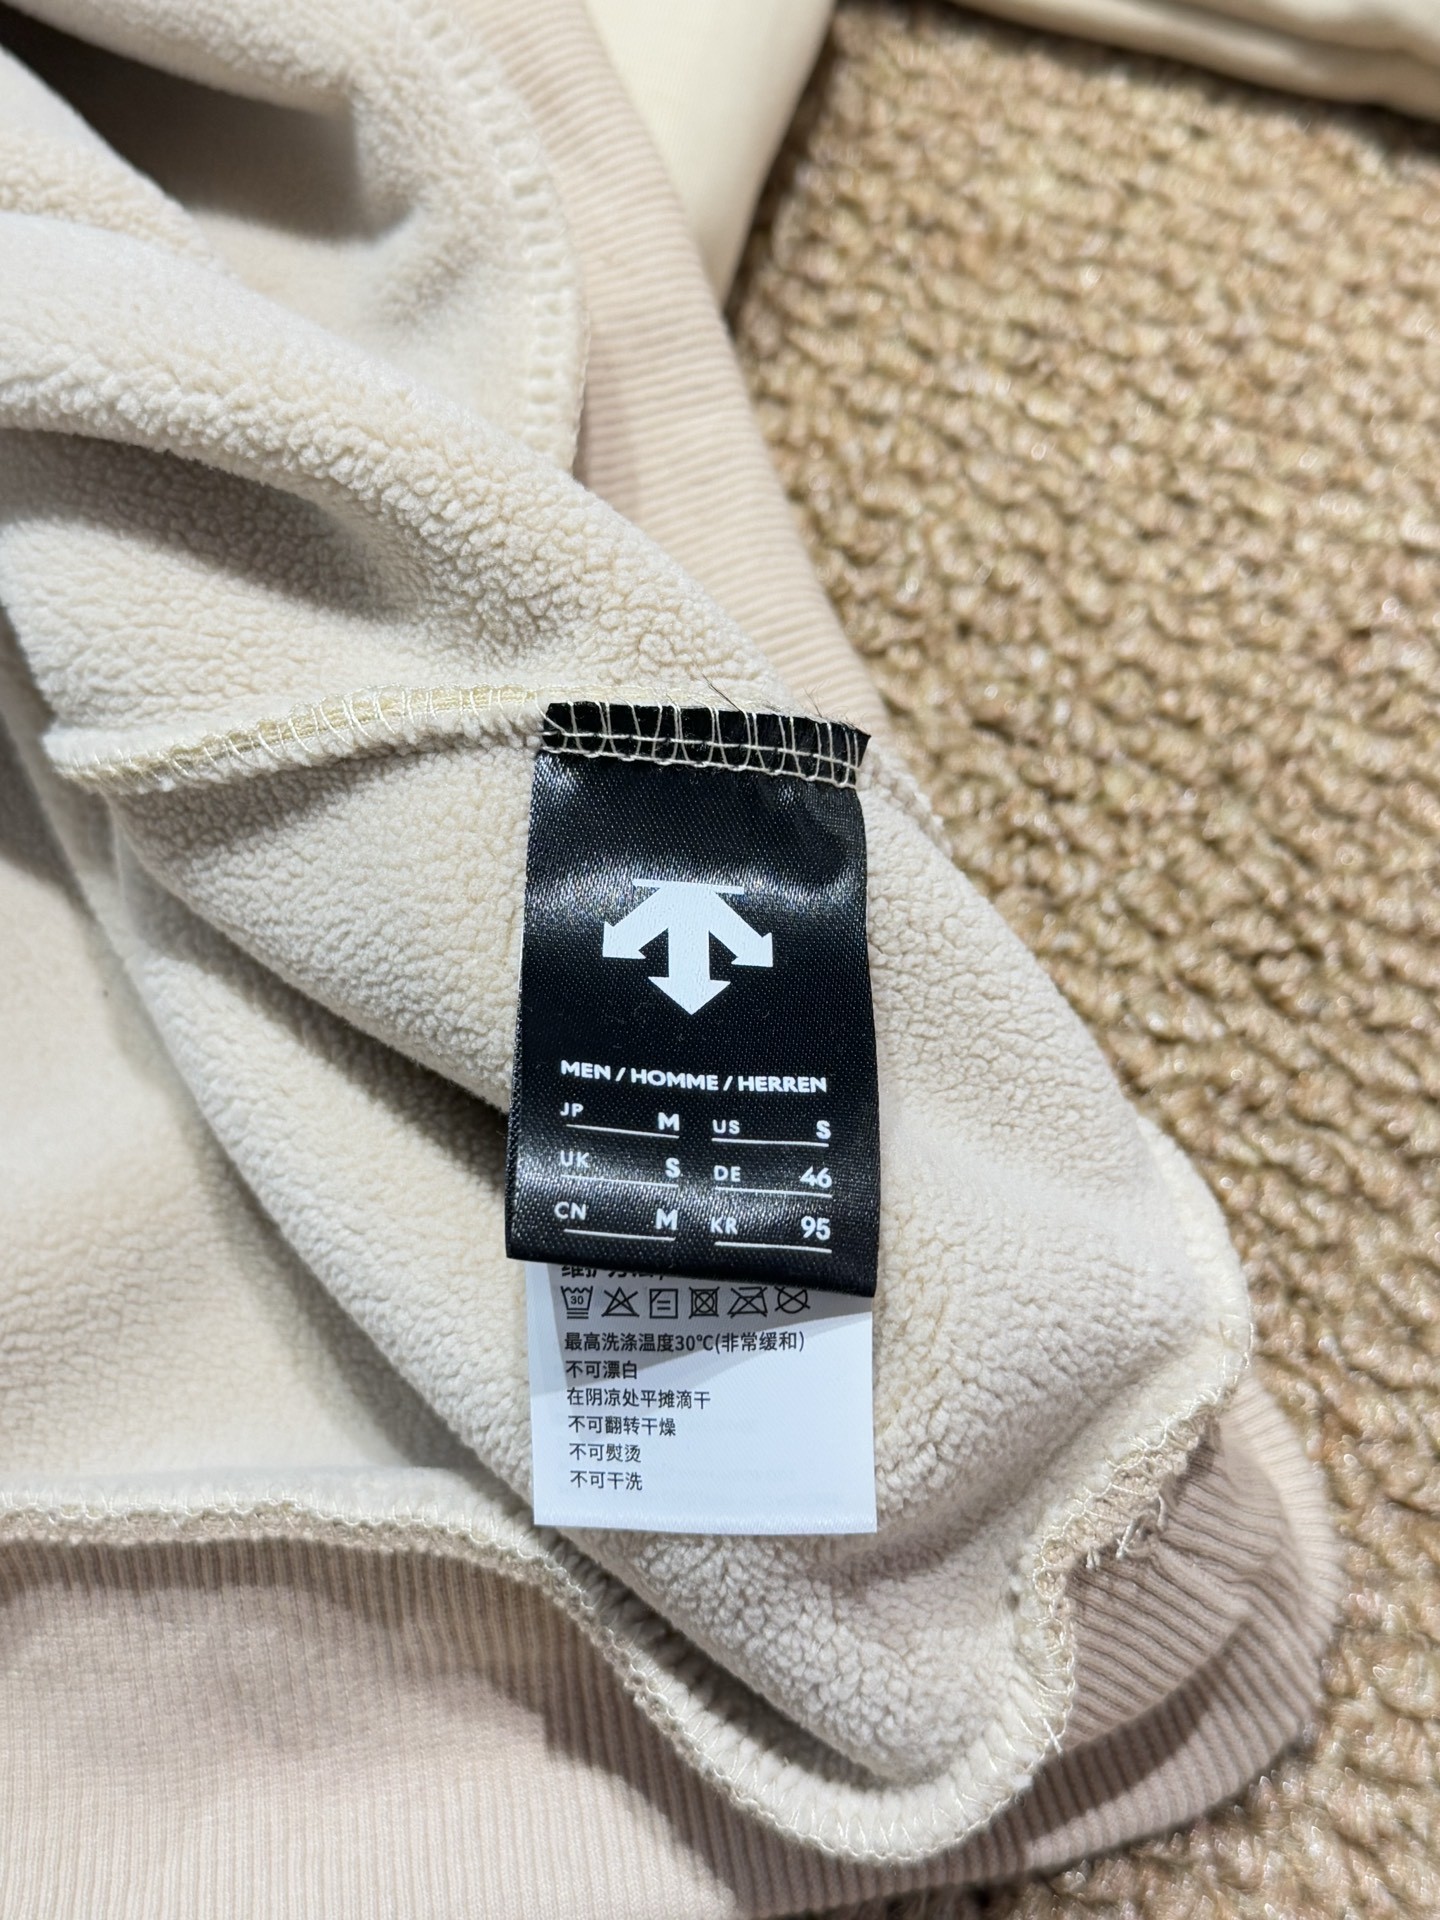 MEN / HOMME / HERREN
JP M US S
UK S DE 46
CN M KR 95
30
最高洗涤温度30℃(非常缓和)
不可漂白
在阴凉处平摊滴干
不可翻转干燥
不可熨烫
不可干洗